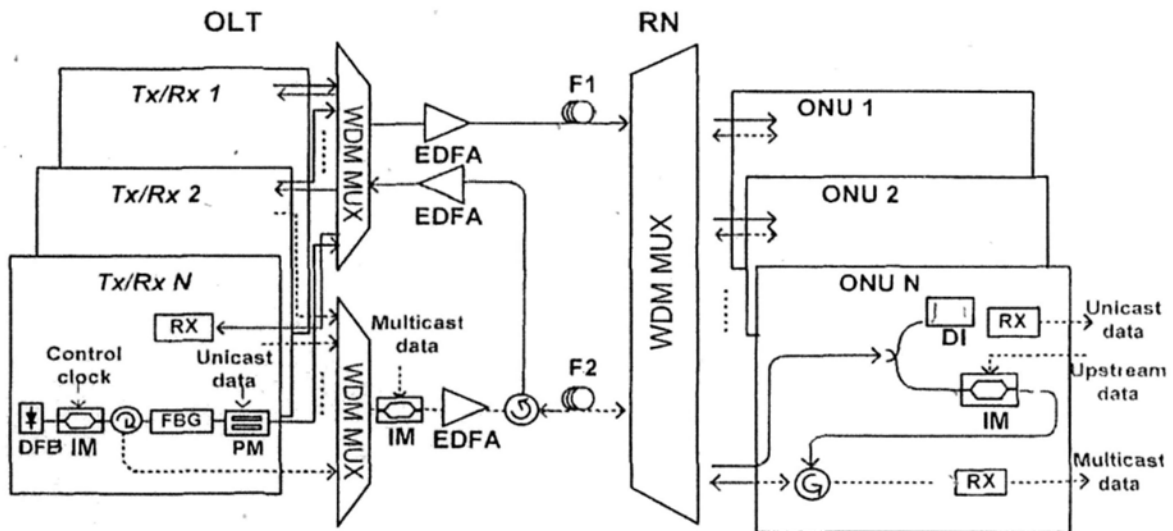 OLT
RN
Tx/Rx 1
Tx/Rx 2
Tx/Rx N
RX
Control clock
Unicast data
DFB
IM
FBG
PM
WDM MUX
WDM MUX
EDFA
EDFA
Multicast data
IM
EDFA
F1
F2
WDM MUX
ONU 1
ONU 2
ONU N
DI
RX
Unicast data
Upstream data
IM
RX
Multicast data